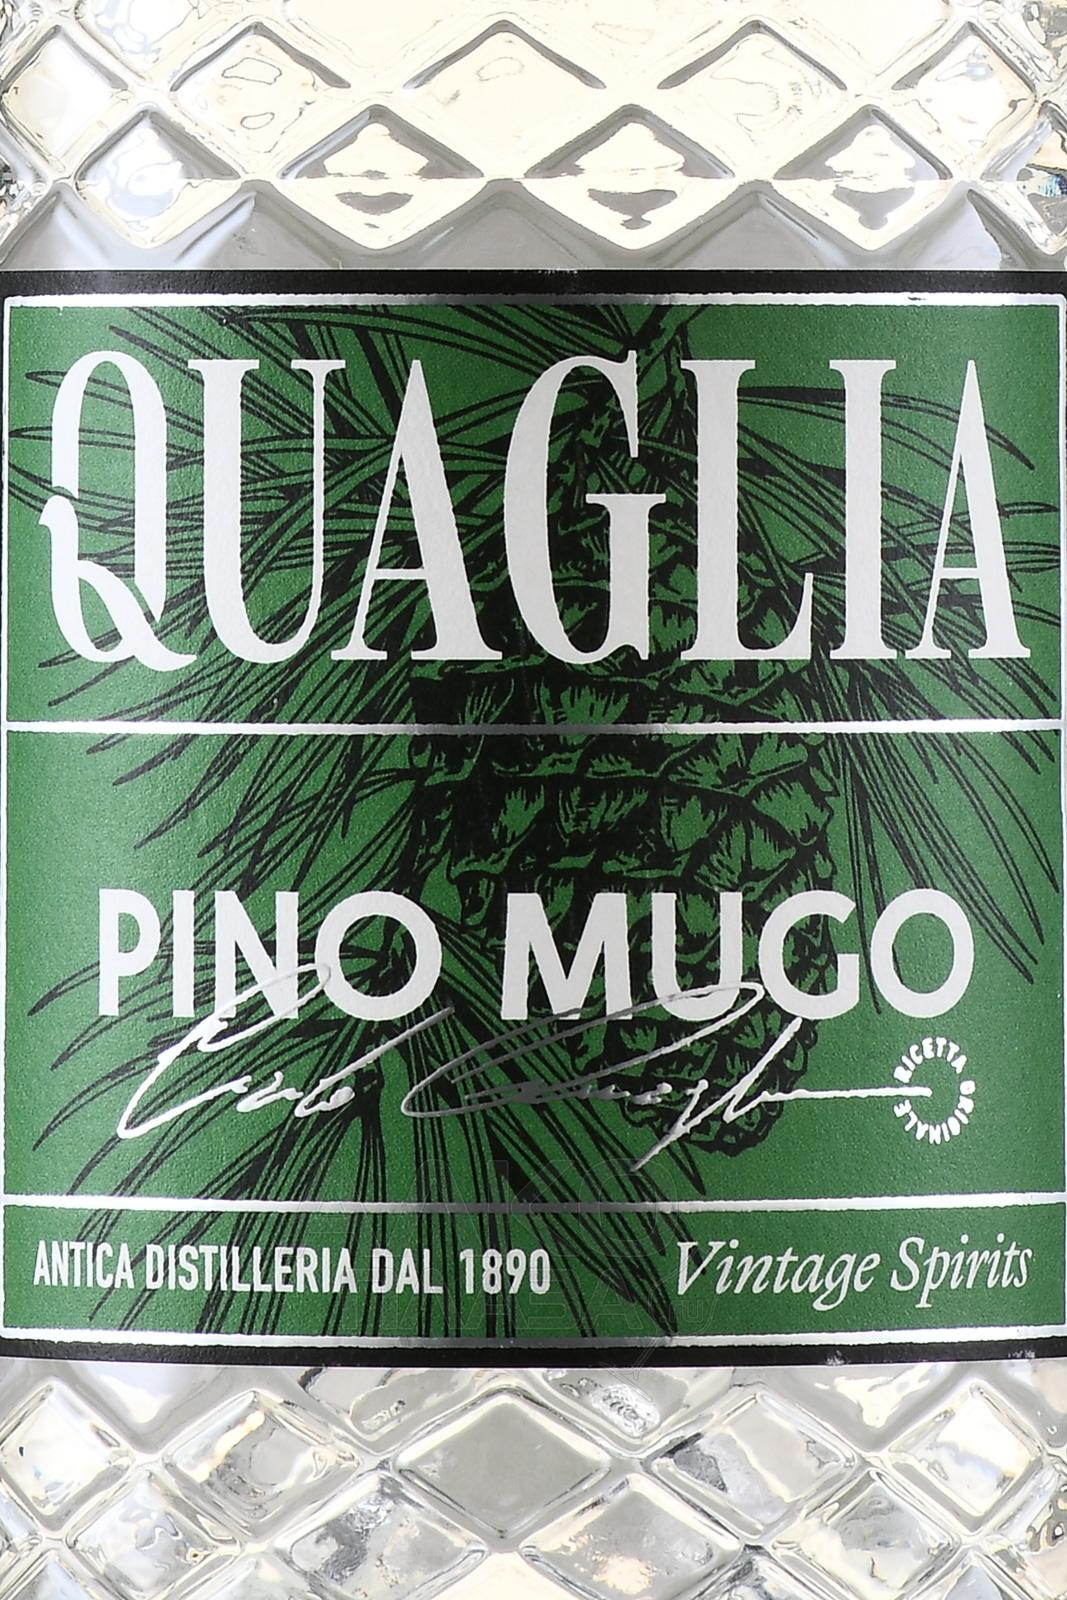 QUAGLIA
PINO MUGO
RICETTA ORIGINALE
ANTICA DISTILLERIA DAL 1890
Vintage Spirits